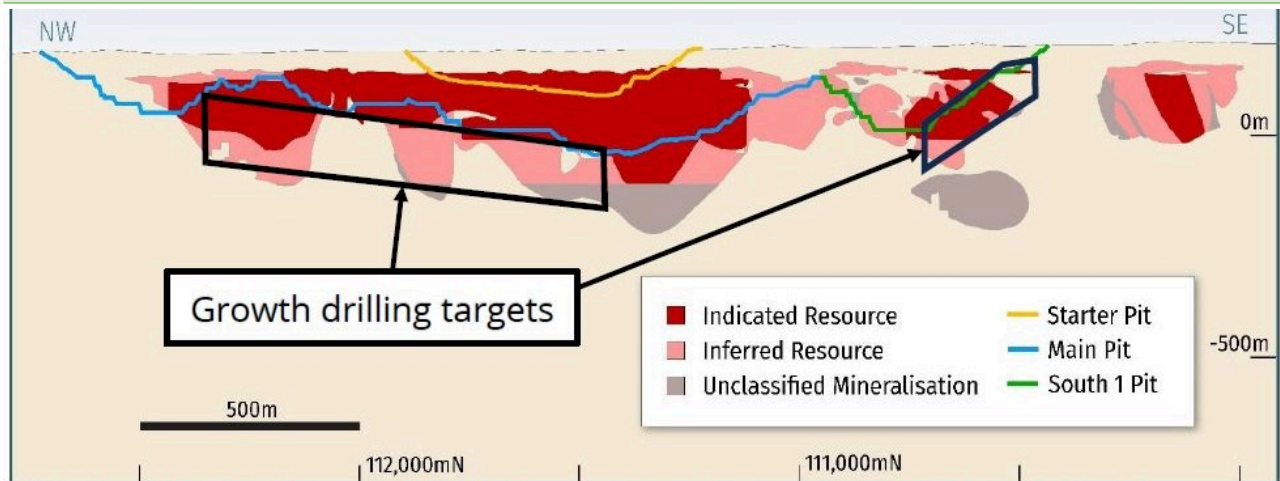 NW
SE
0m
Growth drilling targets
Indicated Resource
Inferred Resource
Unclassified Mineralisation
Starter Pit
Main Pit
South 1 Pit
-500m
500m
112,000mN
111,000mN